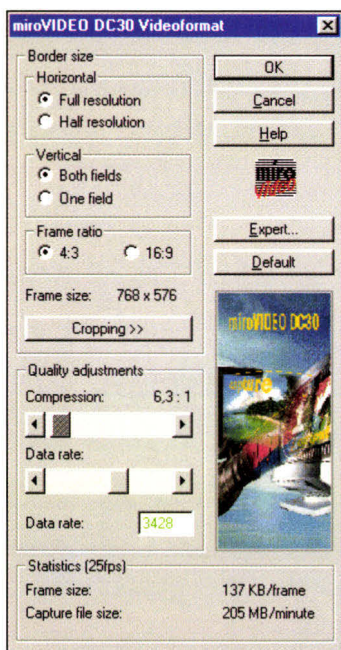 miroVIDEO DC30 Videoformat
Border size
Horizontal
Full resolution
Half resolution
Vertical
Both fields
One field
Frame ratio
4:3 16:9
Frame size: 768 x 576
Cropping >>
Quality adjustments
Compression: 6,3 : 1
Data rate:
Data rate: 3428
Statistics (25fps)
Frame size: 137 KB/frame
Capture file size: 205 MB/minute
OK
Cancel
Help
miro
video
Expert...
Default
miroVIDEO DC30
capture